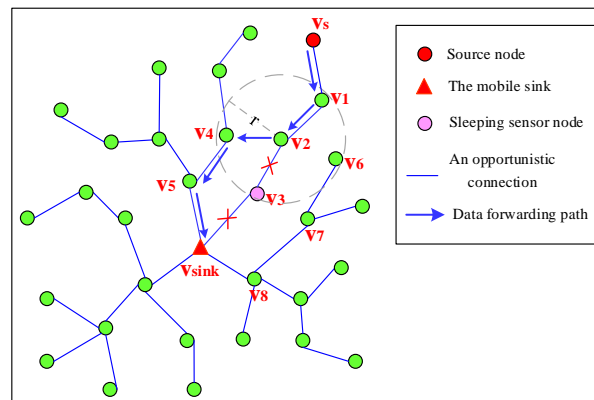 vs
v1
r
v4
v2
v6
v5
v3
v7
vsink
v8
Source node
The mobile sink
Sleeping sensor node
An opportunistic
connection
Data forwarding path